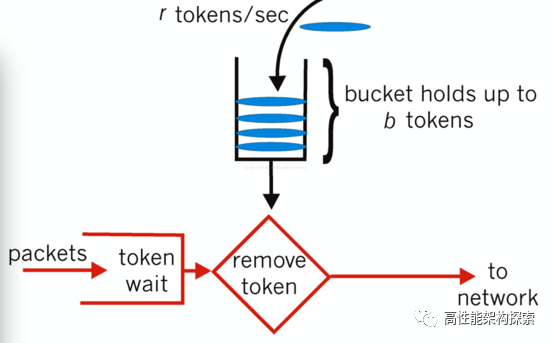 r tokens/sec
bucket holds up to
b tokens
packets
token
wait
remove
token
to
network
高性能架构探索